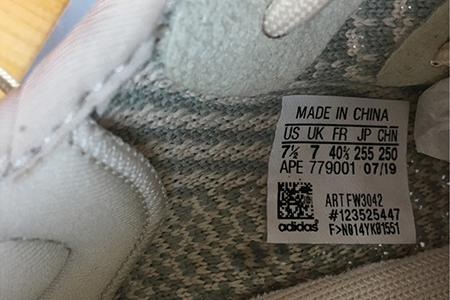 MADE IN CHINA
US UK FR JP CHN
7½ 7 40⅔ 255 250
APE 779001 07/19
ART FW3042
#123525447
adidas F>N014YK01551